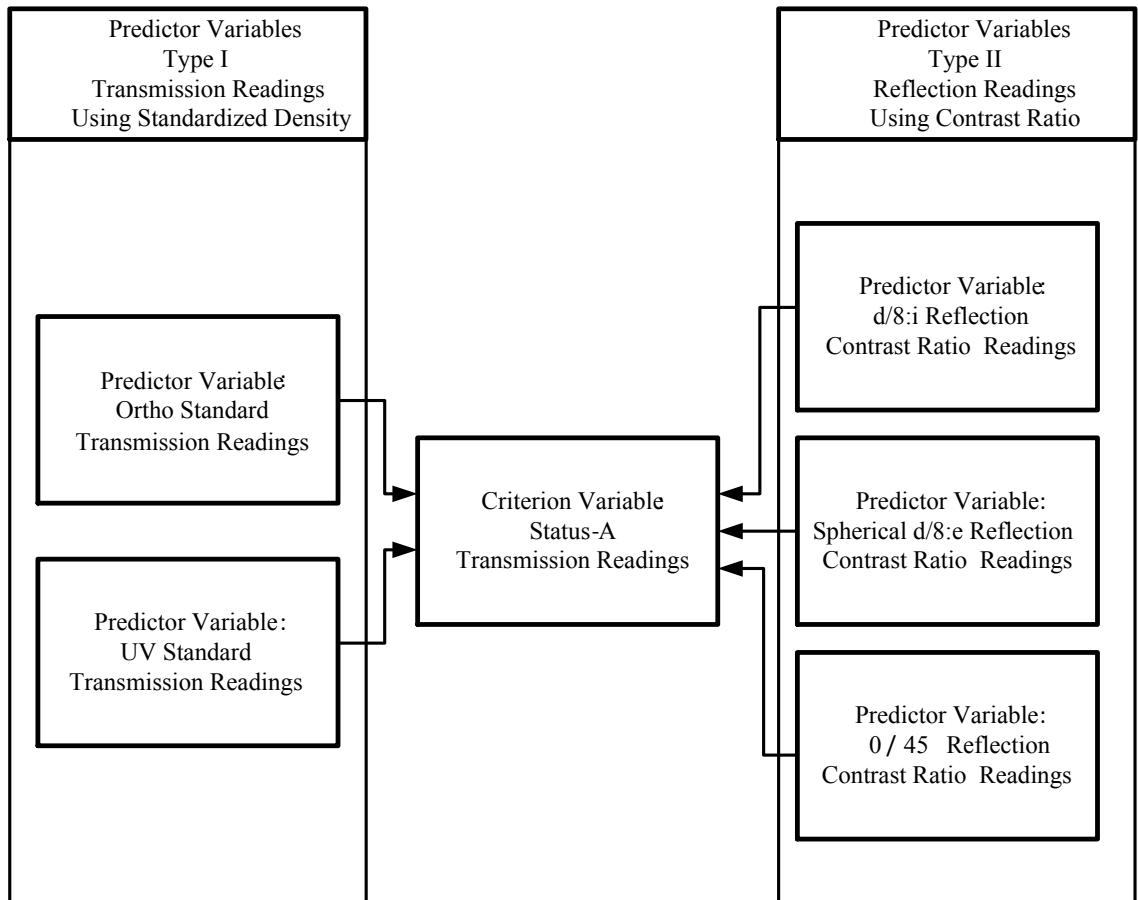 Predictor Variables
Type I
Transmission Readings
Using Standardized Density
Predictor Variable:
Ortho Standard
Transmission Readings
Predictor Variable:
UV Standard
Transmission Readings
Criterion Variable:
Status-A
Transmission Readings
Predictor Variables
Type II
Reflection Readings
Using Contrast Ratio
Predictor Variable:
d/8:i Reflection
Contrast Ratio Readings
Predictor Variable:
Spherical d/8:e Reflection
Contrast Ratio Readings
Predictor Variable:
0 / 45 Reflection
Contrast Ratio Readings